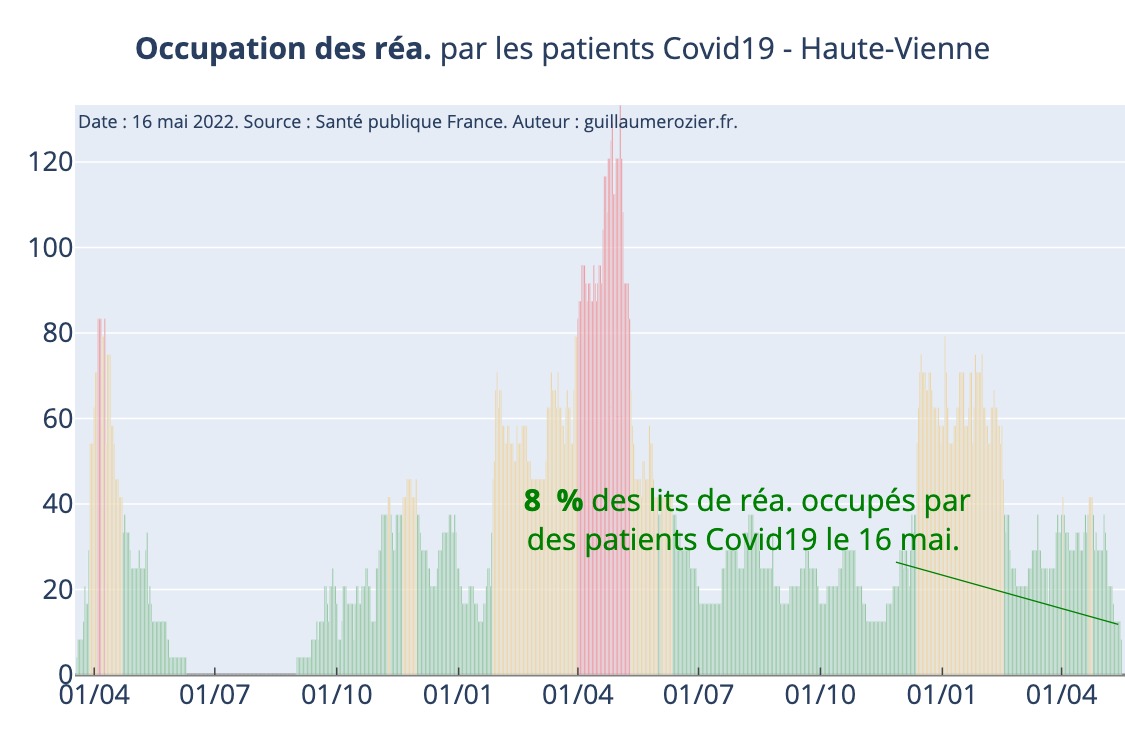 Occupation des réa. par les patients Covid19 - Haute-Vienne
Date : 16 mai 2022. Source : Santé publique France. Auteur : guillaumerozier.fr.
120
100
80
60
40
20
0
8 % des lits de réa. occupés par
des patients Covid19 le 16 mai.
01/04 01/07 01/10 01/01 01/04 01/07 01/10 01/01 01/04